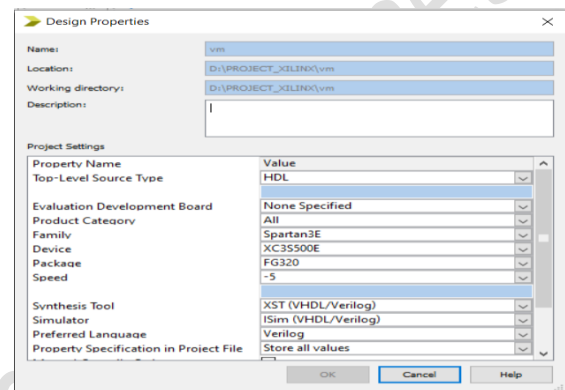 Design Properties
Name: vm
Location: D:\PROJECT_XILINX\vm
Working directory: D:\PROJECT_XILINX\vm
Description:
Project Settings
Property Name Value
Top-Level Source Type HDL
Evaluation Development Board None Specified
Product Category All
Family Spartan3E
Device XC3S500E
Package FG320
Speed -5
Synthesis Tool XST (VHDL/Verilog)
Simulator ISim (VHDL/Verilog)
Preferred Language Verilog
Property Specification in Project File Store all values
OK Cancel Help